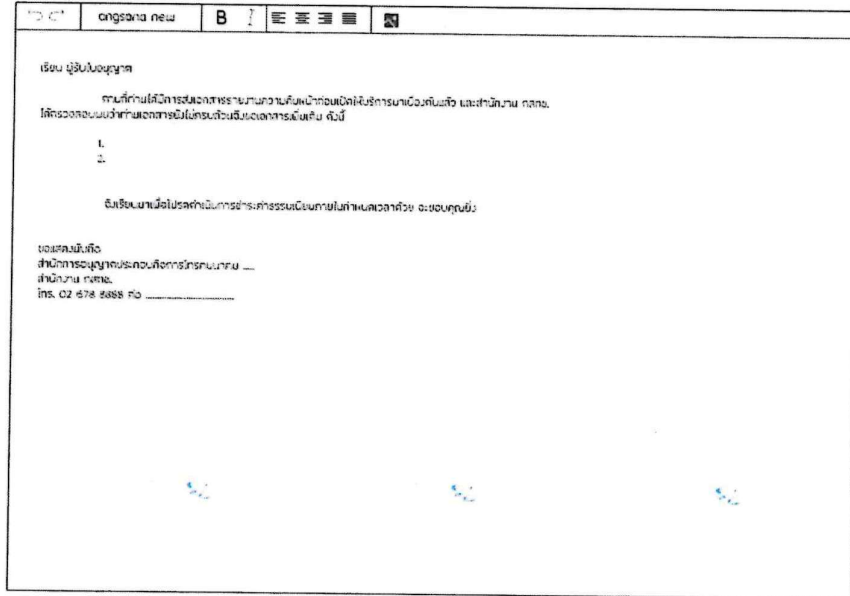 angsana new B I
เรียน ผู้รับใบอนุญาต
ตามที่ท่านได้มีการส่งเอกสารรายงานความคืบหน้าก่อนเปิดให้บริการมาเบื้องต้นแล้ว และสำนักงาน กสทช.
ได้ตรวจสอบพบว่าท่านเอกสารยังไม่ครบถ้วนจึงขอเอกสารเพิ่มเติม ดังนี้
1.
2.
จึงเรียนมาเพื่อโปรดดำเนินการชำระค่าธรรมเนียมภายในกำหนดเวลาด้วย จะขอบคุณยิ่ง
ขอแสดงนับถือ
สำนักการอนุญาตประกอบกิจการโทรคมนาคม ....
สำนักงาน กสทช.
โทร. 02 678 8888 ต่อ ................................